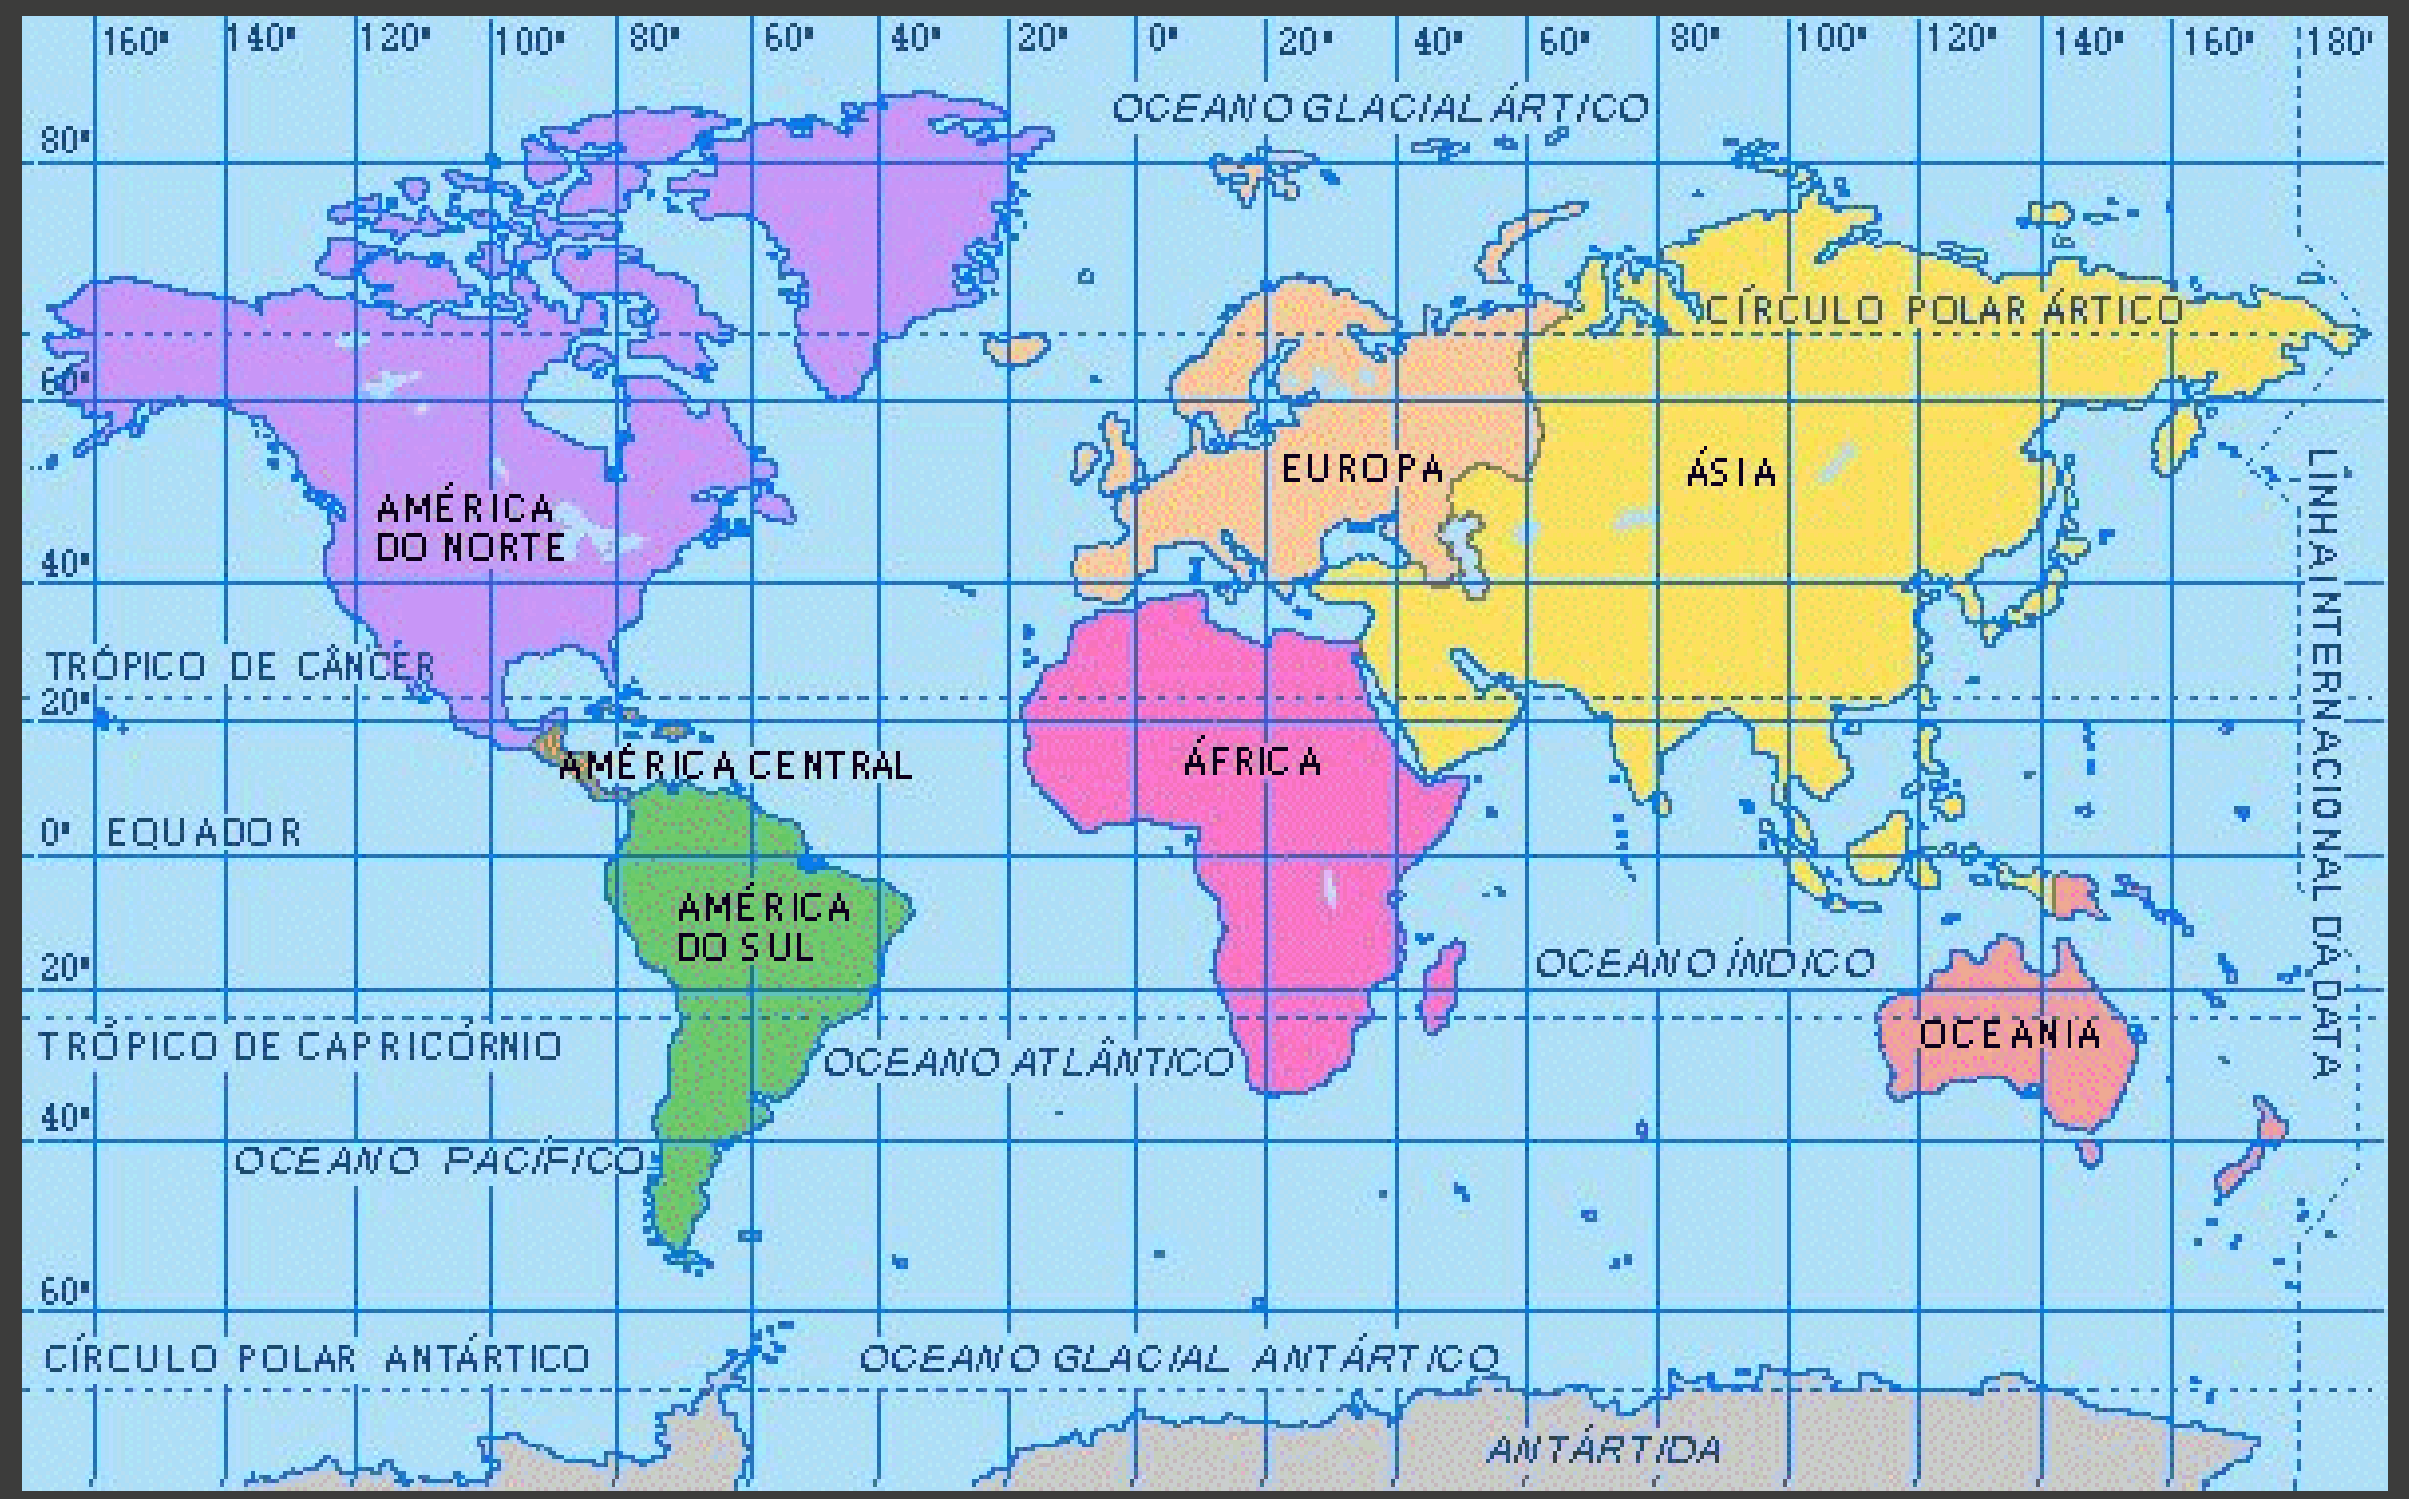 160° 140° 120° 100° 80° 60° 40° 20° 0° 20° 40° 60° 80° 100° 120° 140° 160° 180°
OCEANO GLACIAL ÁRTICO
80°
CÍRCULO POLAR ÁRTICO
60°
EUROPA
ÁSIA
AMÉRICA
DO NORTE
40°
TRÓPICO DE CÂNCER
20°
AMÉRICA CENTRAL
ÁFRICA
0° EQUADOR
LINHA INTERNACIONAL DA DATA
AMÉRICA
DO SUL
20°
OCEANO ÍNDICO
OCEANIA
TRÓPICO DE CAPRICÓRNIO
OCEANO ATLÂNTICO
40°
OCEANO PACÍFICO
60°
CÍRCULO POLAR ANTÁRTICO
OCEANO GLACIAL ANTÁRTICO
ANTÁRTIDA